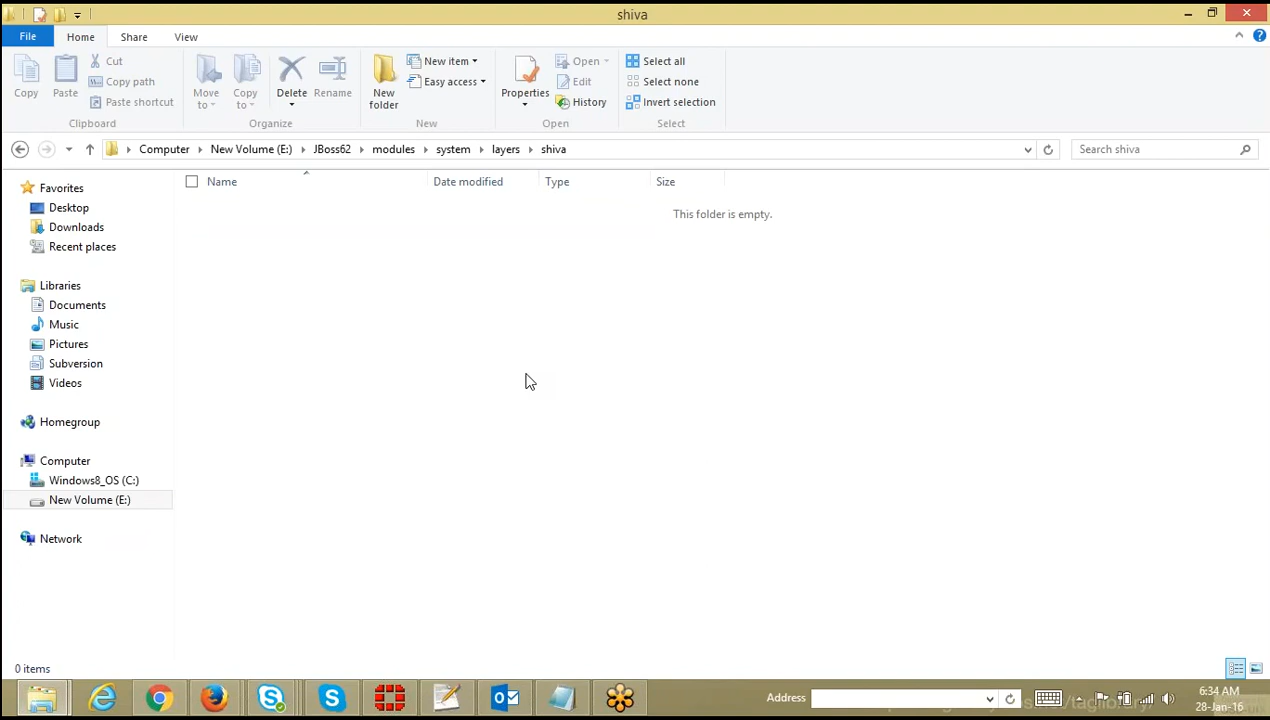 shiva
File Home Share View
Copy Paste Cut Copy path Paste shortcut Move to Copy to Delete Rename New folder New item Easy access Properties Open Edit History Select all Select none Invert selection
Clipboard Organize New Open Select
Computer New Volume (E:) JBoss62 modules system layers shiva Search shiva
Name Date modified Type Size
This folder is empty.
Favorites
Desktop
Downloads
Recent places
Libraries
Documents
Music
Pictures
Subversion
Videos
Homegroup
Computer
Windows8_OS (C:)
New Volume (E:)
Network
0 items
Address
6:34 AM
28-Jan-16